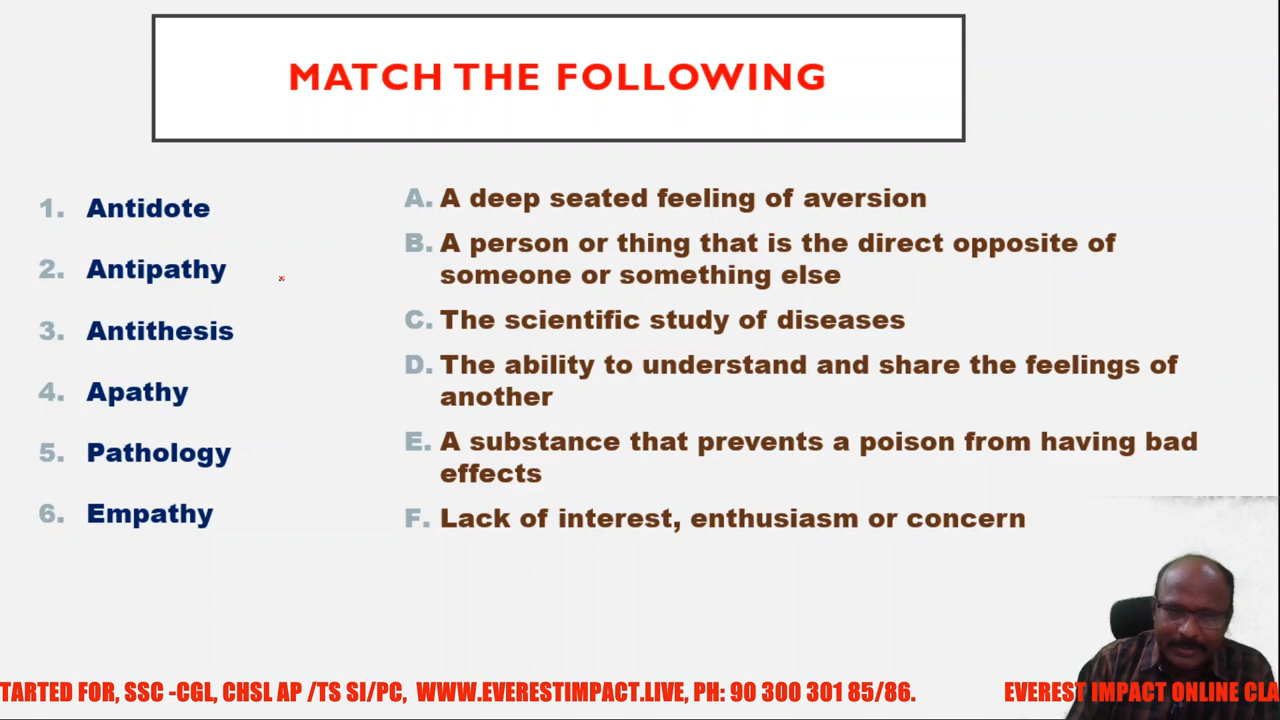 MATCH THE FOLLOWING
1. Antidote
2. Antipathy
3. Antithesis
4. Apathy
5. Pathology
6. Empathy
A. A deep seated feeling of aversion
B. A person or thing that is the direct opposite of
someone or something else
C. The scientific study of diseases
D. The ability to understand and share the feelings of
another
E. A substance that prevents a poison from having bad
effects
F. Lack of interest, enthusiasm or concern
TARTED FOR, SSC -CGL, CHSL AP /TS SI/PC, WWW.EVERESTIMPACT.LIVE, PH: 90 300 301 85/86. EVEREST IMPACT ONLINE CLA